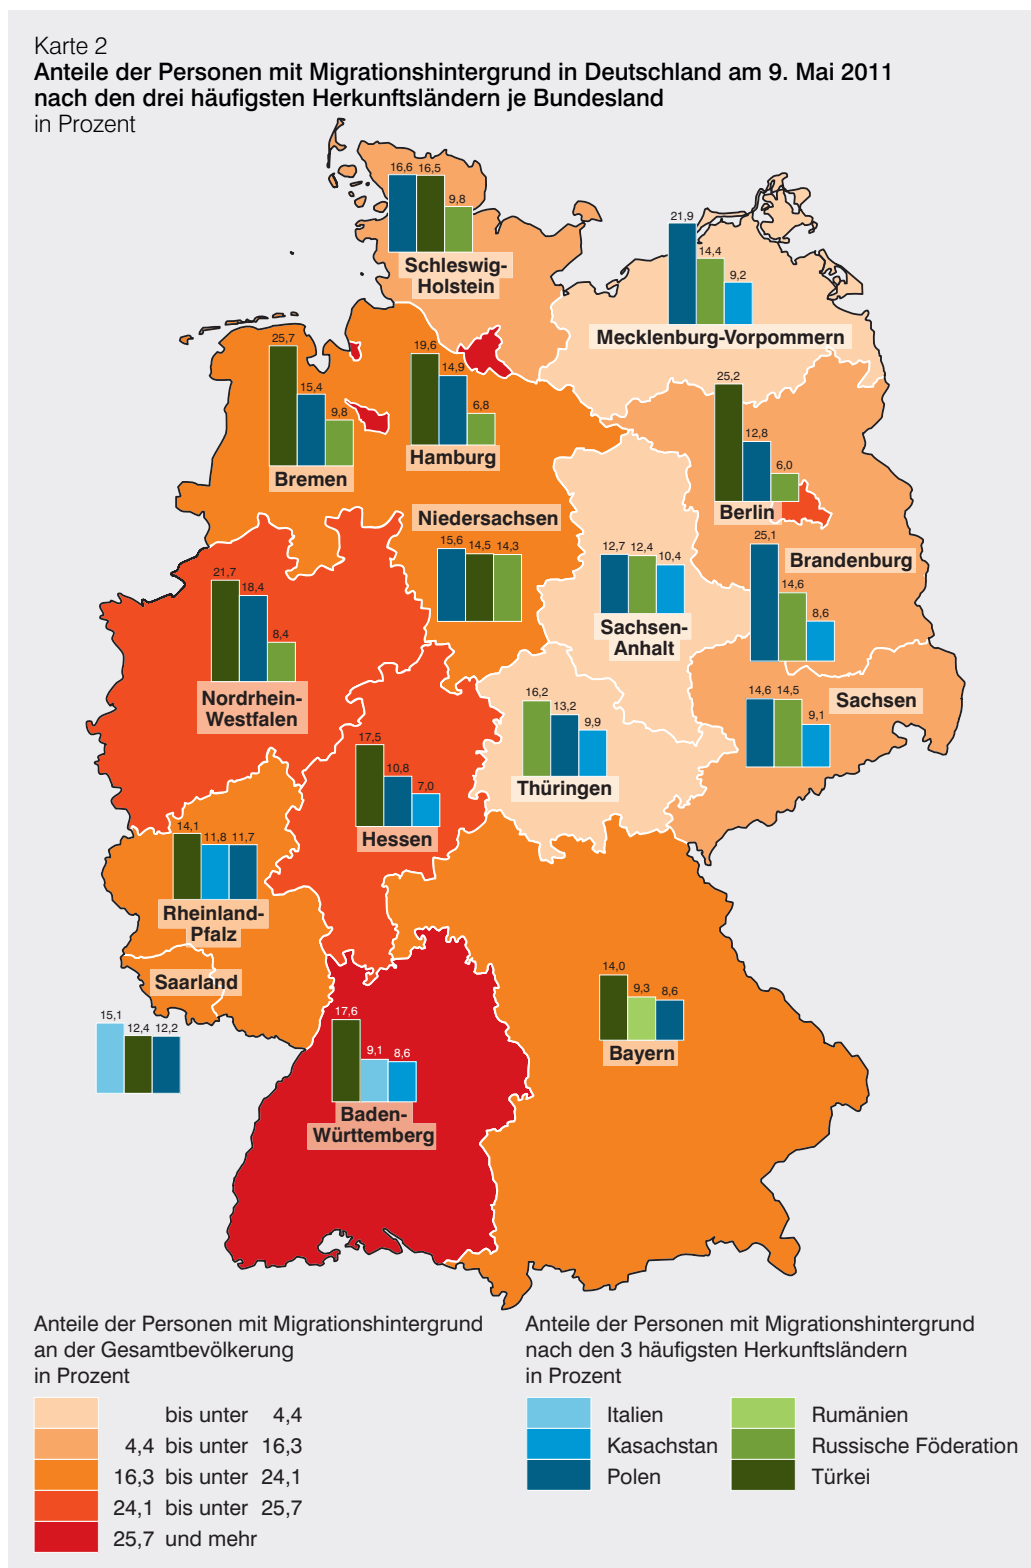 Karte 2
Anteile der Personen mit Migrationshintergrund in Deutschland am 9. Mai 2011
nach den drei häufigsten Herkunftsländern je Bundesland
in Prozent
16,6 16,5 9,8
Schleswig-
Holstein
21,9 14,4 9,2
Mecklenburg-Vorpommern
25,7 15,4 9,8
Bremen
19,6 14,9 6,8
Hamburg
25,2 12,8 6,0
Berlin
Niedersachsen
15,6 14,5 14,3
12,7 12,4 10,4
Sachsen-
Anhalt
25,1 14,6 8,6
Brandenburg
21,7 18,4 8,4
Nordrhein-
Westfalen
16,2 13,2 9,9
Thüringen
14,6 14,5 9,1
Sachsen
17,5 10,8 7,0
Hessen
14,1 11,8 11,7
Rheinland-
Pfalz
Saarland
15,1 12,4 12,2
17,6 9,1 8,6
Baden-
Württemberg
14,0 9,3 8,6
Bayern
Anteile der Personen mit Migrationshintergrund
an der Gesamtbevölkerung
in Prozent
bis unter 4,4
4,4 bis unter 16,3
16,3 bis unter 24,1
24,1 bis unter 25,7
25,7 und mehr
Anteile der Personen mit Migrationshintergrund
nach den 3 häufigsten Herkunftsländern
in Prozent
Italien
Kasachstan
Polen
Rumänien
Russische Föderation
Türkei